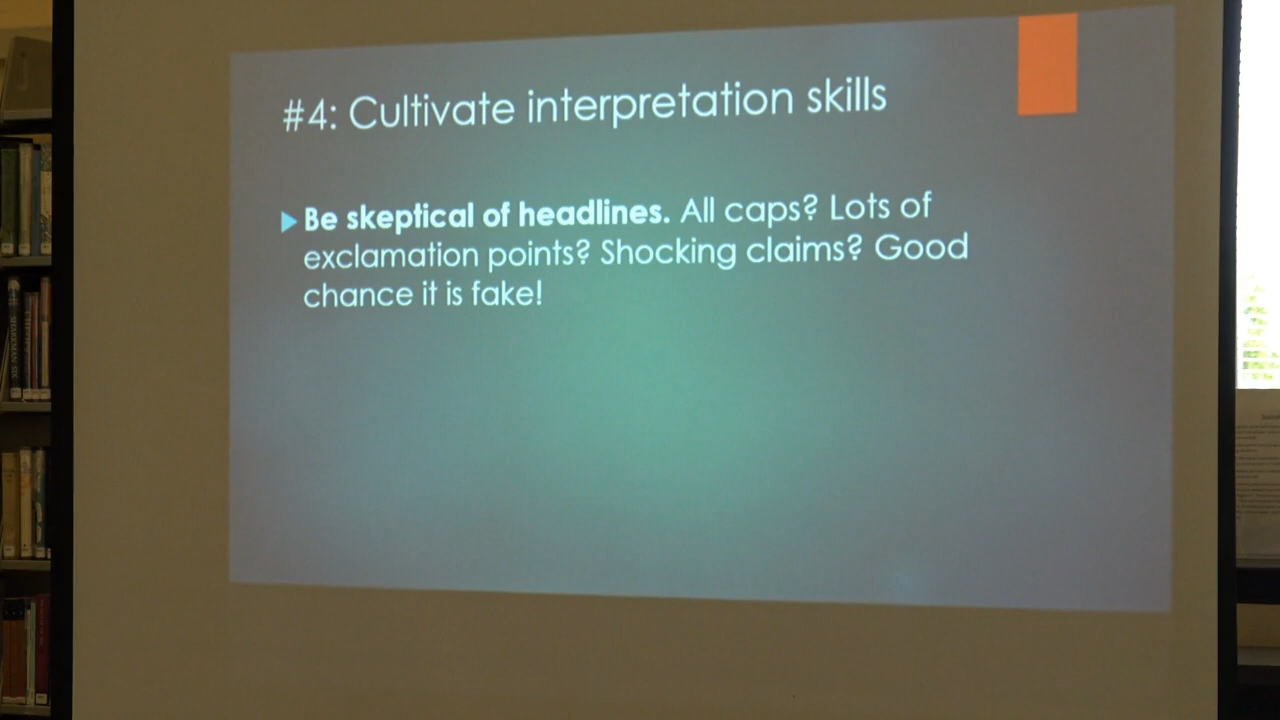 #4: Cultivate interpretation skills
Be skeptical of headlines. All caps? Lots of
exclamation points? Shocking claims? Good
chance it is fake!